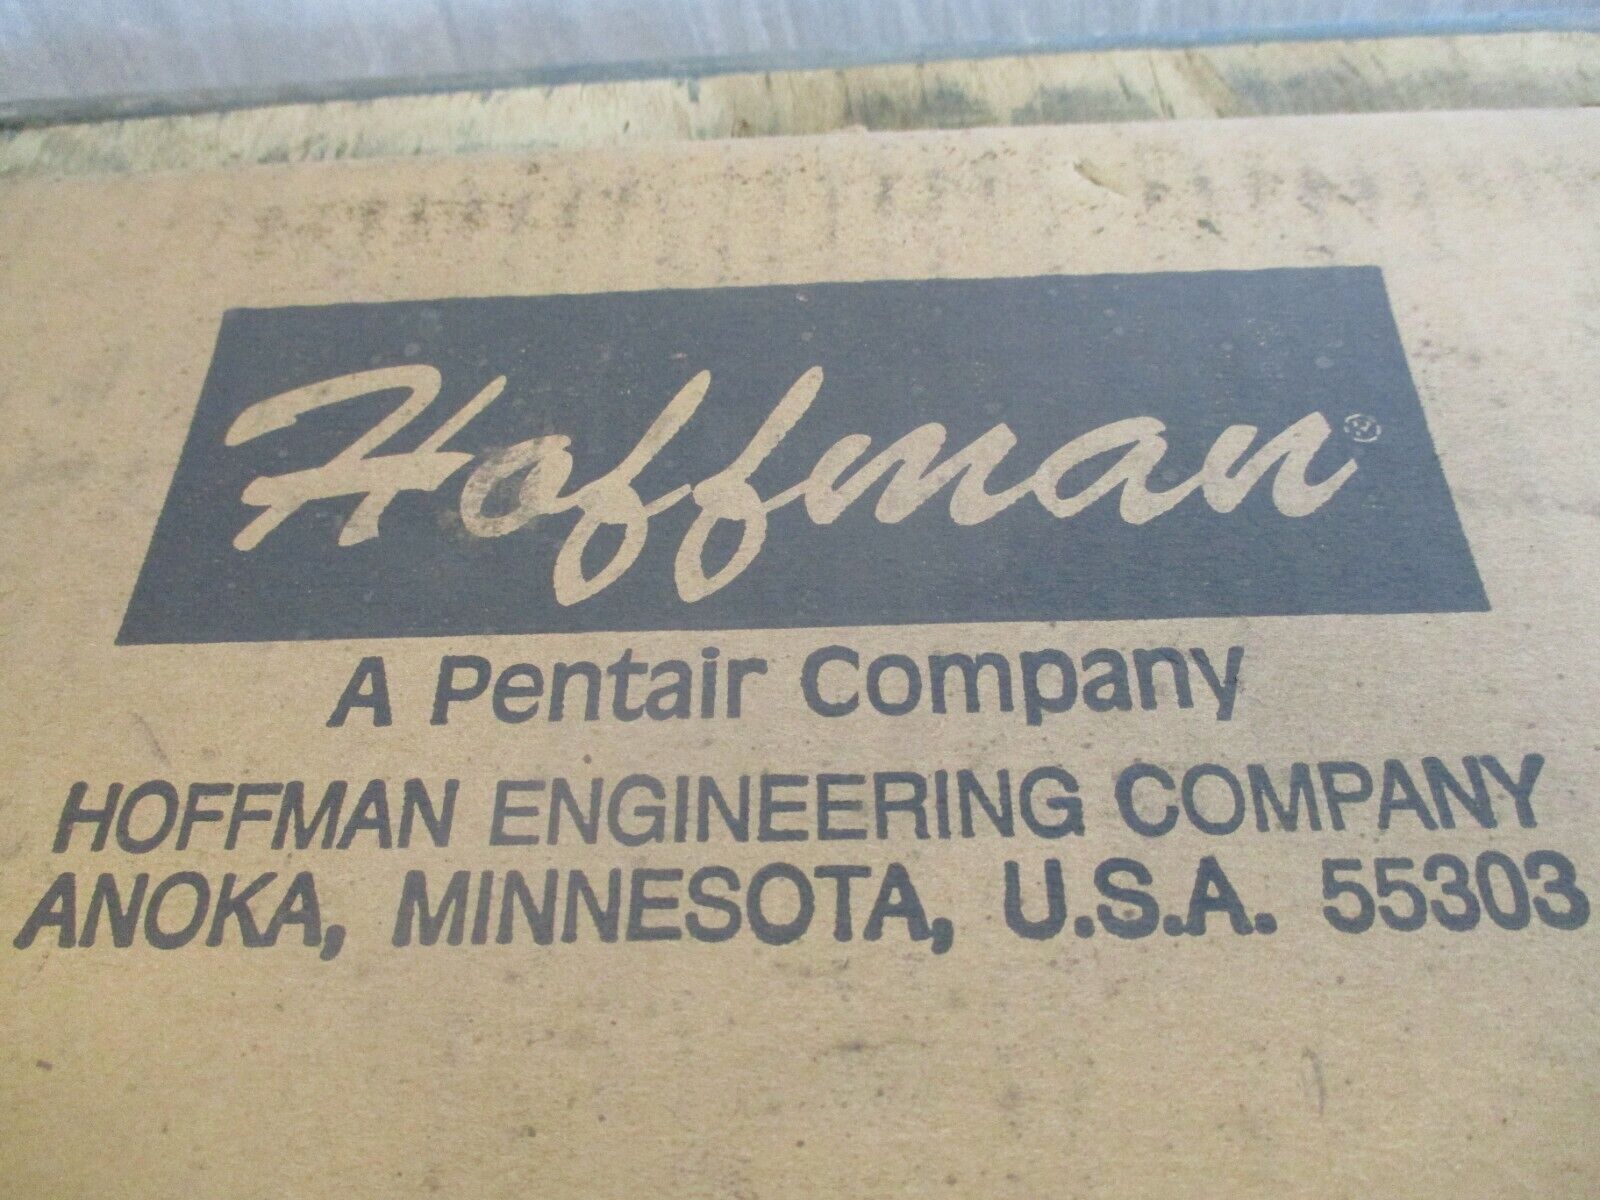 Hoffman®
A Pentair Company
HOFFMAN ENGINEERING COMPANY
ANOKA, MINNESOTA, U.S.A. 55303